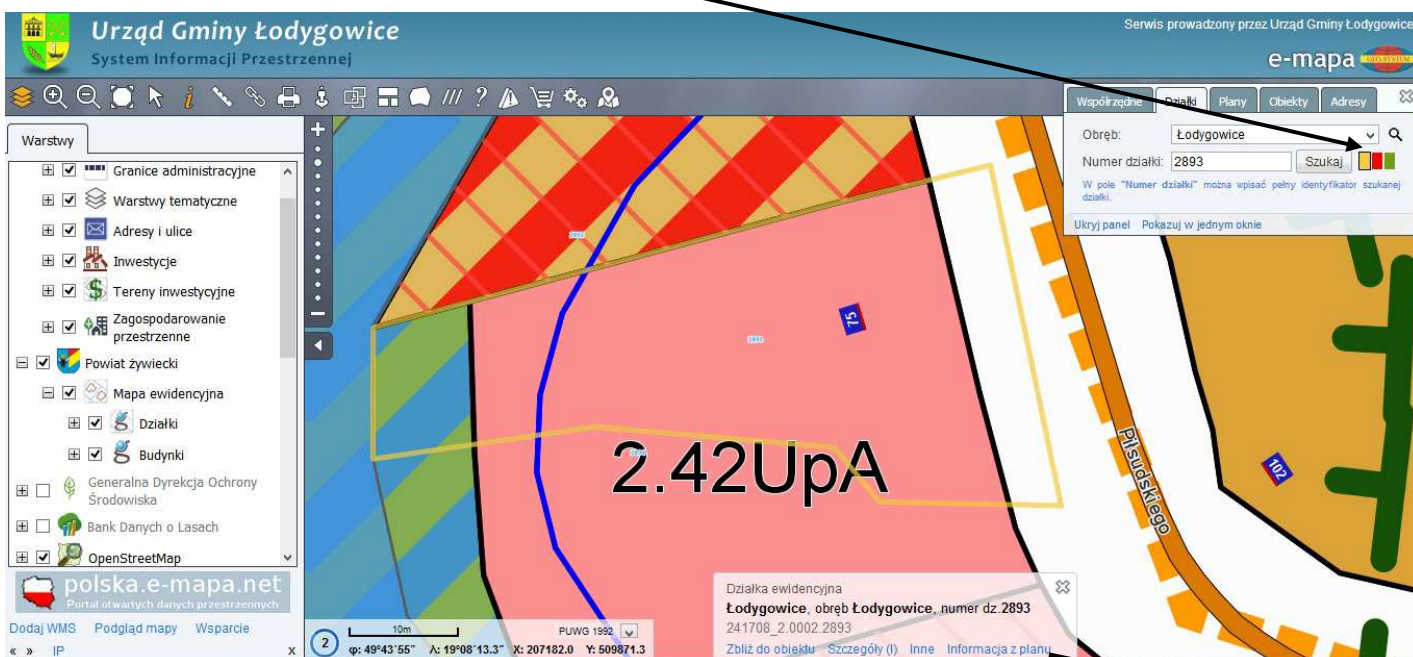 Urząd Gminy Łodygowice
System Informacji Przestrzennej
Serwis prowadzony przez Urząd Gminy Łodygowice
e-mapa GEO-SYSTEM
Współrzędne Działki Plany Obiekty Adresy
Obręb: Łodygowice
Numer działki: 2893 Szukaj
W pole "Numer działki" można wpisać pełny identyfikator szukanej
działki.
Ukryj panel Pokazuj w jednym oknie
Warstwy
Granice administracyjne
Warstwy tematyczne
Adresy i ulice
Inwestycje
Tereny inwestycyjne
Zagospodarowanie
przestrzenne
Powiat żywiecki
Mapa ewidencyjna
Działki
Budynki
Generalna Dyrekcja Ochrony
Środowiska
Bank Danych o Lasach
OpenStreetMap
polska.e-mapa.net
Portal otwartych danych przestrzennych
Dodaj WMS Podgląd mapy Wsparcie
« » IP x
2892
75
2893
2.42UpA
Piłsudskiego
102
Działka ewidencyjna
Łodygowice, obręb Łodygowice, numer dz.2893
241708_2.0002.2893
Zbliż do obiektu Szczegóły (I) Inne Informacja z planu
2 10m PUWG 1992
φ: 49°43'55" λ: 19°08'13.3" X: 207182.0 Y: 509871.3